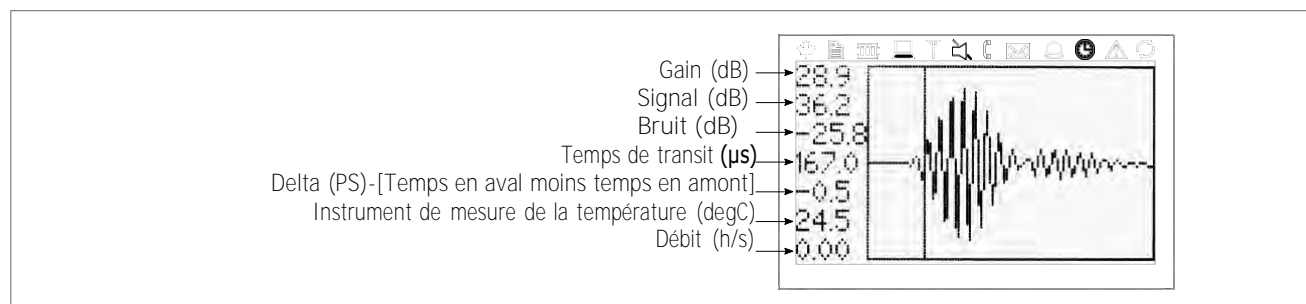 Gain (dB)
28.9
Signal (dB)
36.2
Bruit (dB)
-25.8
Temps de transit (µs)
167.0
Delta (PS)-[Temps en aval moins temps en amont]
-0.5
Instrument de mesure de la température (degC)
24.5
Débit (h/s)
0.00